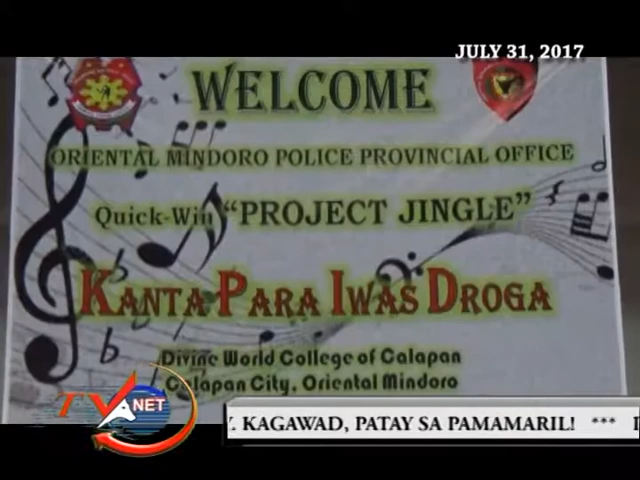 JULY 31, 2017
WELCOME
ORIENTAL MINDORO POLICE PROVINCIAL OFFICE
Quick-Win "PROJECT JINGLE"
KANTA PARA IWAS DROGA
Divine World College of Calapan
Calapan City, Oriental Mindoro
TV NET
KAGAWAD, PATAY SA PAMAMARIL! ***